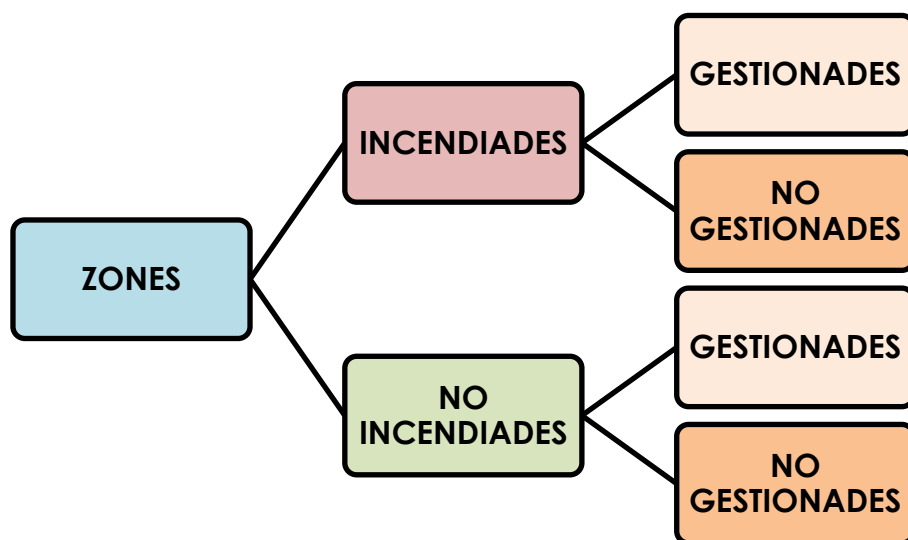 ZONES
INCENDIADES
GESTIONADES
NO
GESTIONADES
NO
INCENDIADES
GESTIONADES
NO
GESTIONADES